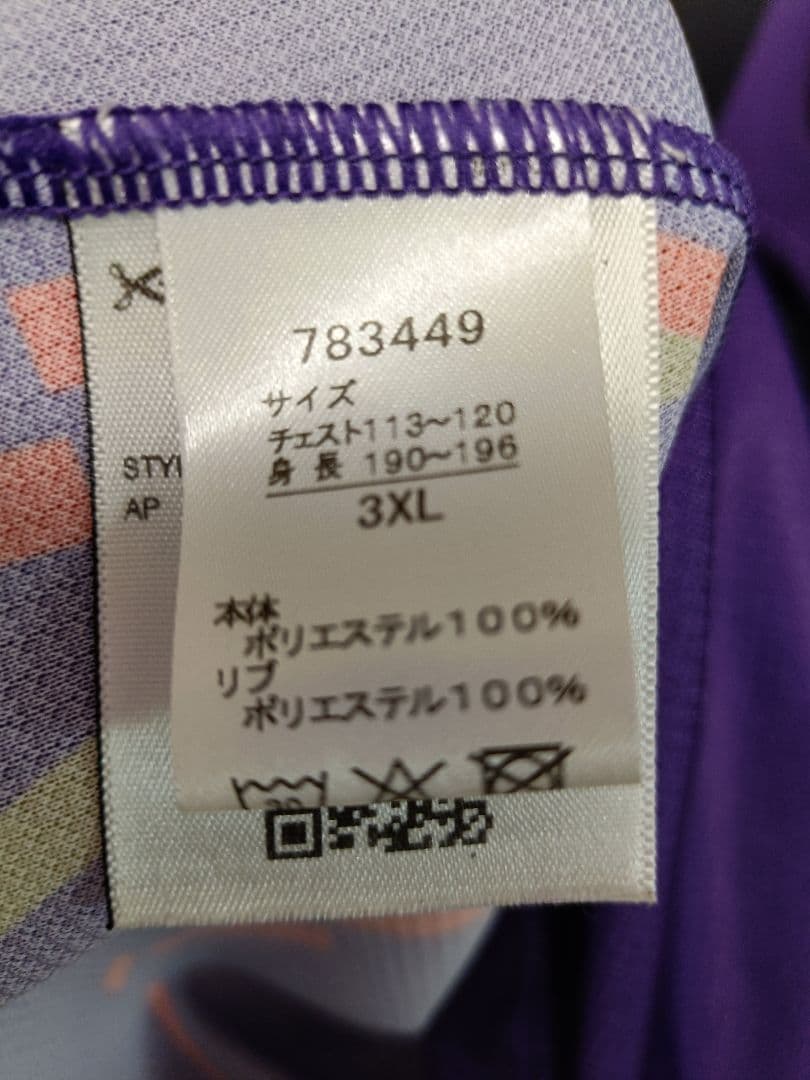 783449
サイズ
チェスト113～120
身長 190～196
3XL
STYL
AP
本体
ポリエステル100%
リブ
ポリエステル100%
30